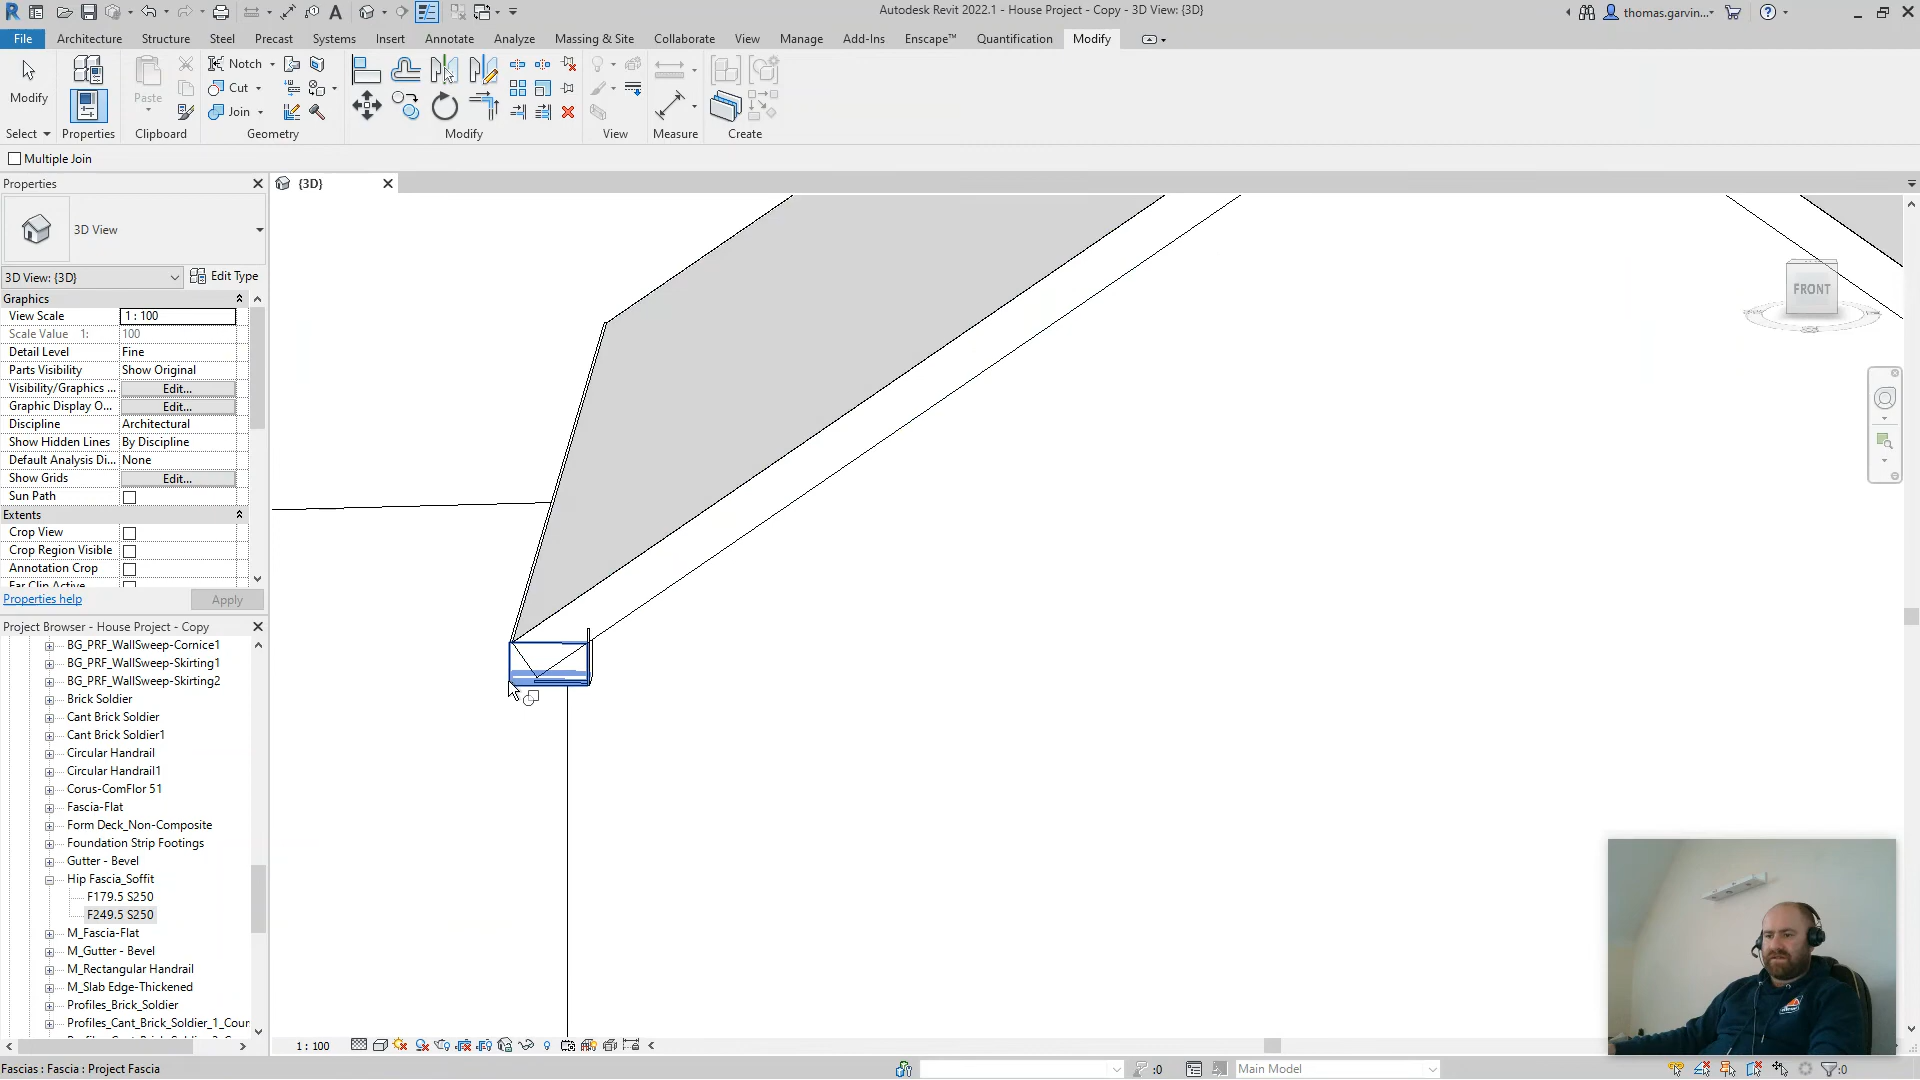 Autodesk Revit 2022.1 - House Project - Copy - 3D View: {3D}
thomas.garvin...
File Architecture Structure Steel Precast Systems Insert Annotate Analyze Massing & Site Collaborate View Manage Add-Ins Enscape™ Quantification Modify
Modify
Paste
Notch
Cut
Join
Select Properties Clipboard Geometry Modify View Measure Create
Multiple Join
Properties
{3D}
3D View
3D View: {3D}
Edit Type
Graphics
View Scale 1 : 100
Scale Value 1: 100
Detail Level Fine
Parts Visibility Show Original
Visibility/Graphics ... Edit...
Graphic Display O... Edit...
Discipline Architectural
Show Hidden Lines By Discipline
Default Analysis Di... None
Show Grids Edit...
Sun Path
Extents
Crop View
Crop Region Visible
Annotation Crop
Far Clip Active
Properties help
Apply
Project Browser - House Project - Copy
BG_PRF_WallSweep-Cornice1
BG_PRF_WallSweep-Skirting1
BG_PRF_WallSweep-Skirting2
Brick Soldier
Cant Brick Soldier
Cant Brick Soldier1
Circular Handrail
Circular Handrail1
Corus-ComFlor 51
Fascia-Flat
Form Deck_Non-Composite
Foundation Strip Footings
Gutter - Bevel
Hip Fascia_Soffit
F179.5 S250
F249.5 S250
M_Fascia-Flat
M_Gutter - Bevel
M_Rectangular Handrail
M_Slab Edge-Thickened
Profiles_Brick_Soldier
Profiles_Cant_Brick_Soldier_1_Cour
FRONT
1 : 100
Fascias : Fascia : Project Fascia
:0
Main Model
:0